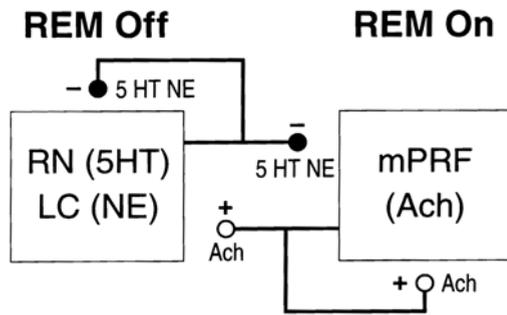 REM Off
REM On
− 5 HT NE
RN (5HT)
LC (NE)
−
5 HT NE
mPRF
(Ach)
+
Ach
+ Ach